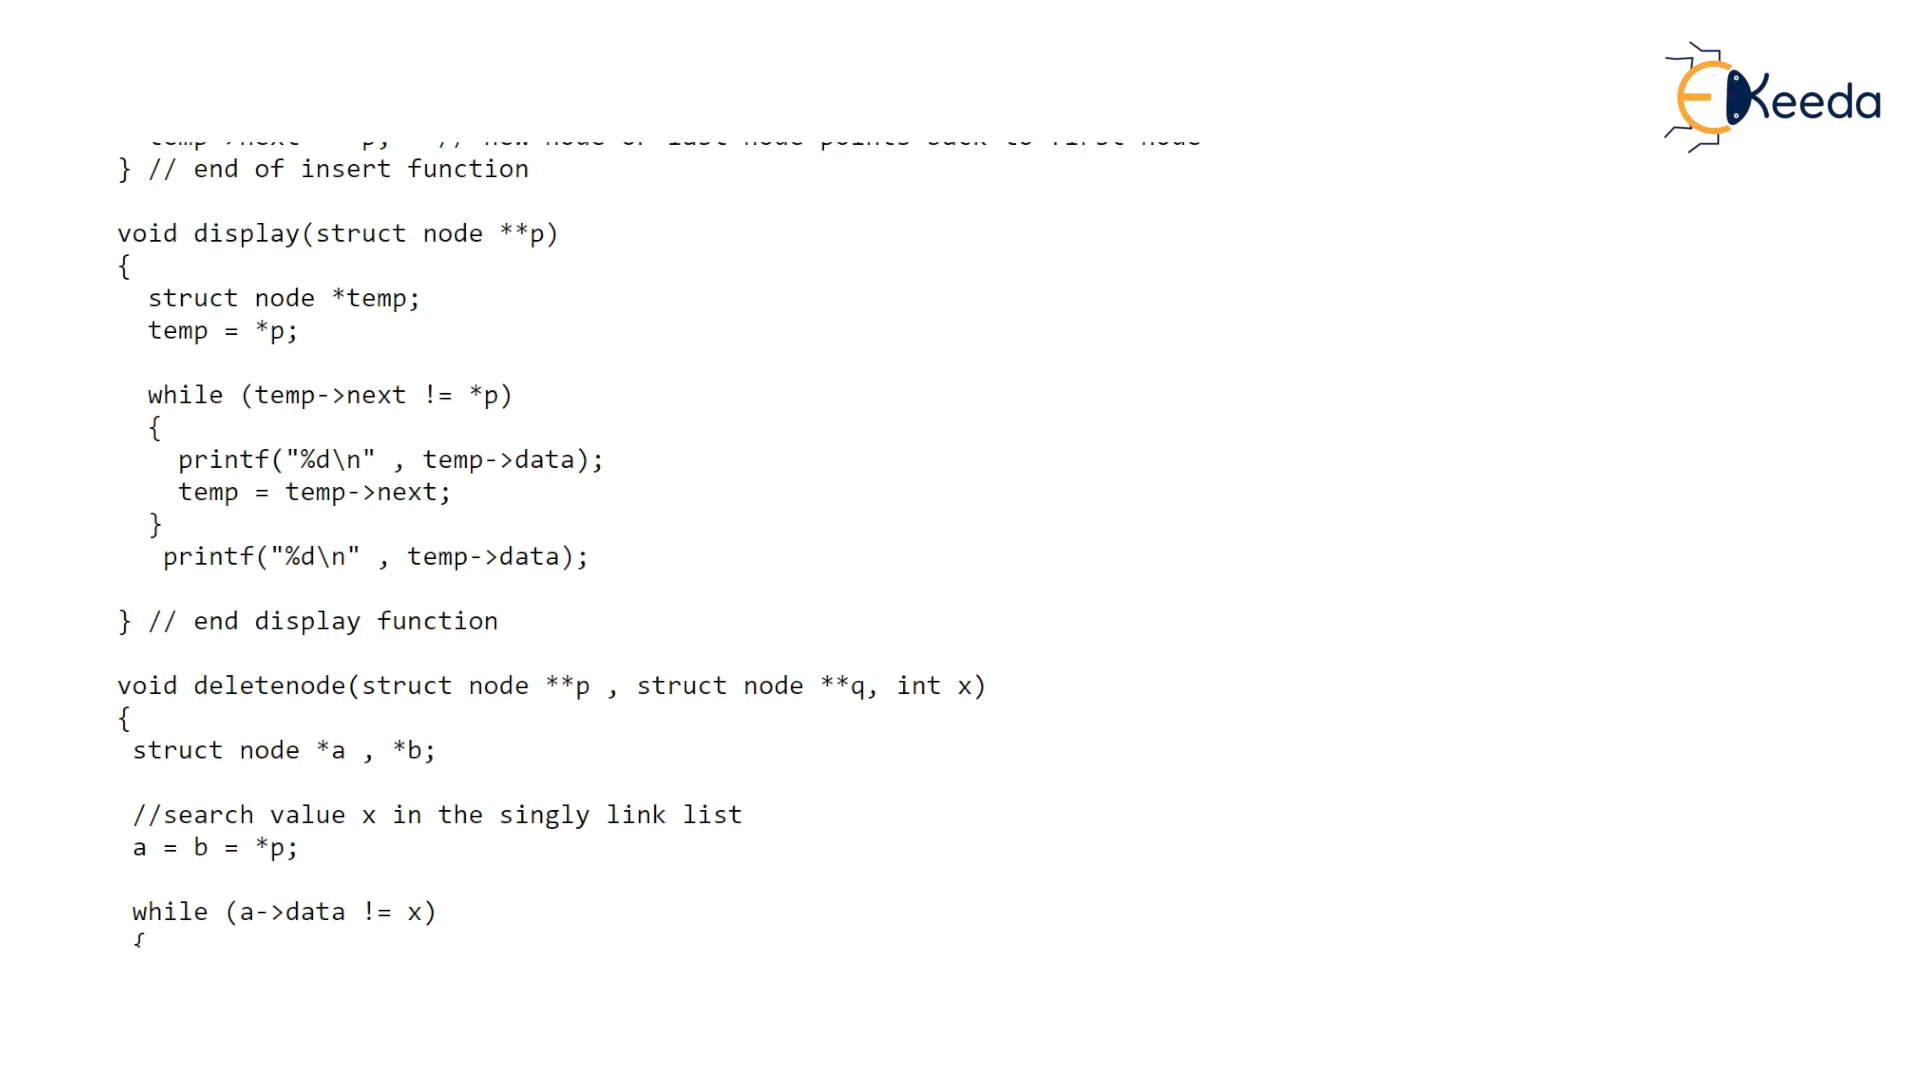 EKeeda
} // end of insert function
void display(struct node **p)
{
struct node *temp;
temp = *p;
while (temp->next != *p)
{
printf("%d\n" , temp->data);
temp = temp->next;
}
printf("%d\n" , temp->data);
} // end display function
void deletenode(struct node **p , struct node **q, int x)
{
struct node *a , *b;
//search value x in the singly link list
a = b = *p;
while (a->data != x)
{